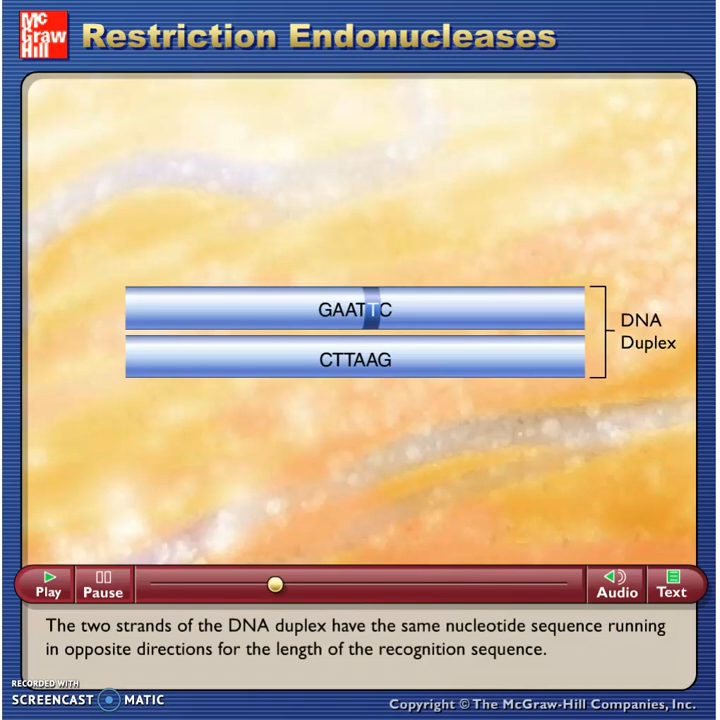 Mc
Graw
Hill
Restriction Endonucleases
GAATTC
CTTAAG
DNA
Duplex
Play
Pause
Audio
Text
The two strands of the DNA duplex have the same nucleotide sequence running
in opposite directions for the length of the recognition sequence.
RECORDED WITH
SCREENCAST MATIC
Copyright © The McGraw-Hill Companies, Inc.